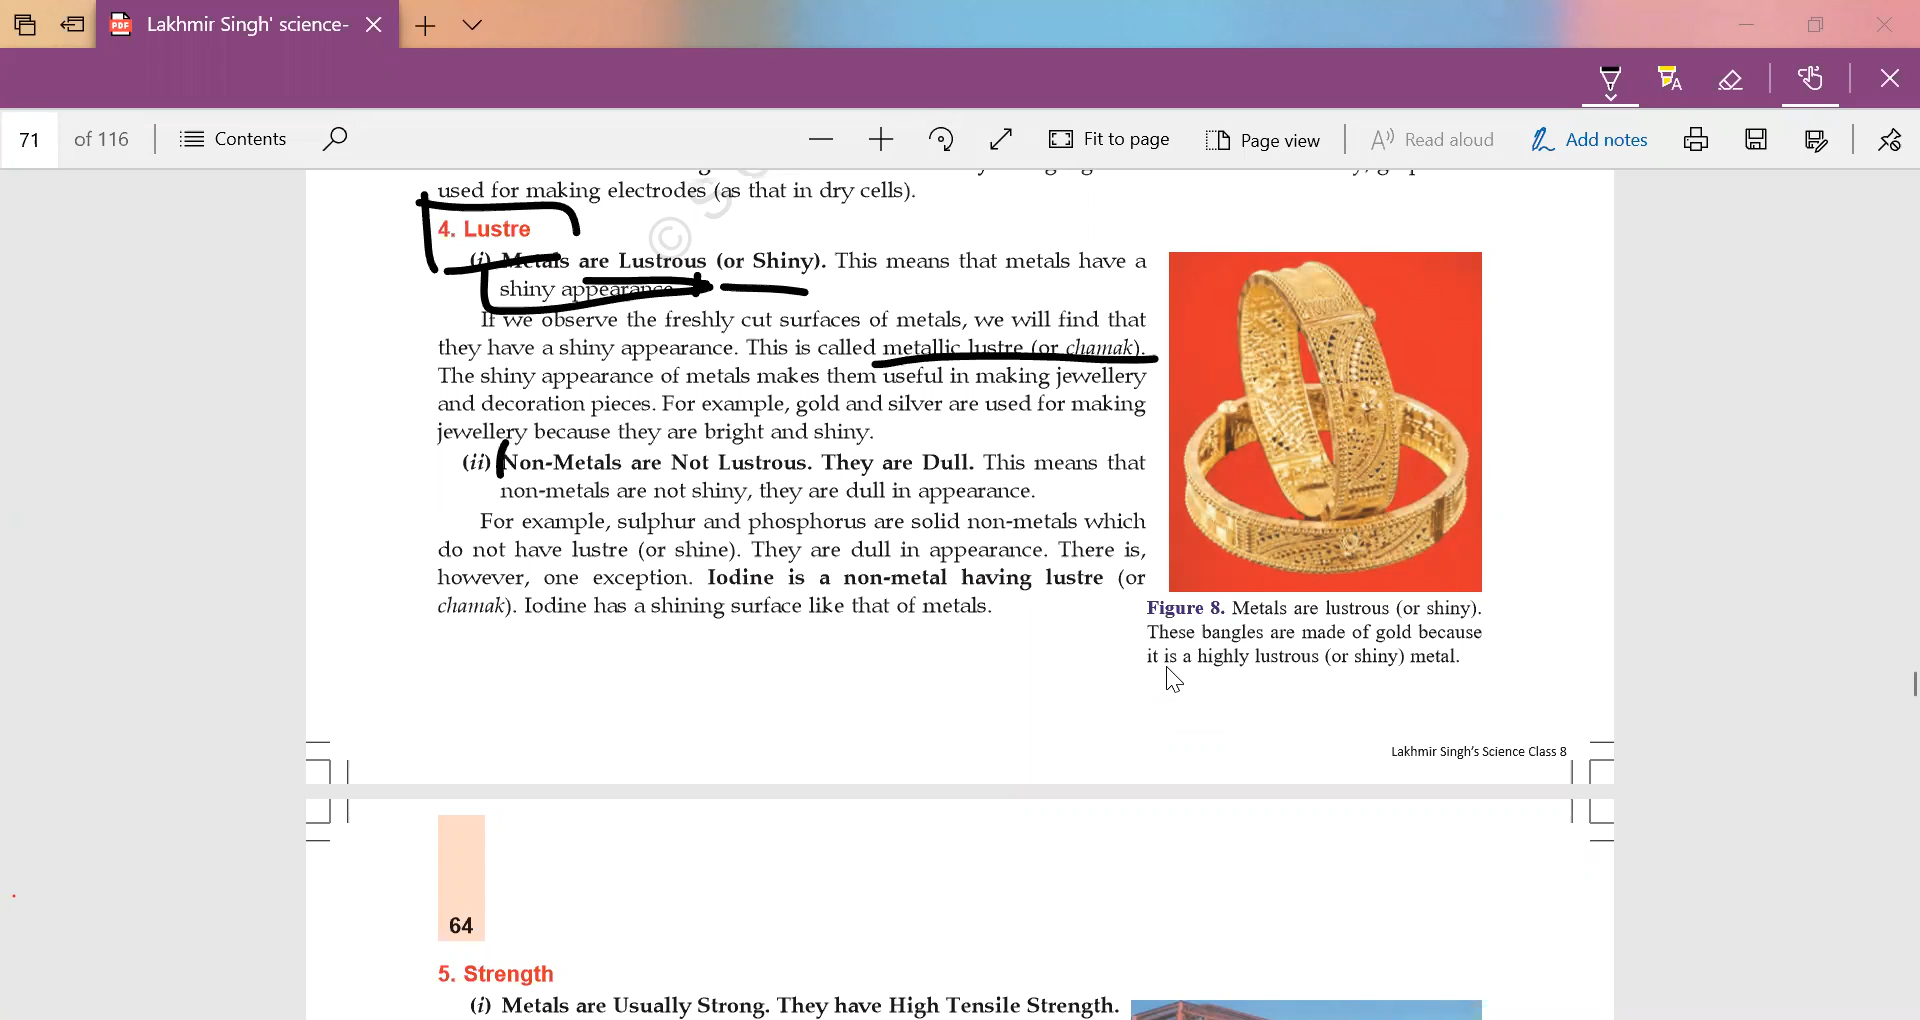 Lakhmir Singh' science-
71 of 116 Contents Fit to page Page view Read aloud Add notes
used for making electrodes (as that in dry cells).
4. Lustre
(i) Metals are Lustrous (or Shiny). This means that metals have a
shiny appearance.
If we observe the freshly cut surfaces of metals, we will find that
they have a shiny appearance. This is called metallic lustre (or chamak).
The shiny appearance of metals makes them useful in making jewellery
and decoration pieces. For example, gold and silver are used for making
jewellery because they are bright and shiny.
(ii) Non-Metals are Not Lustrous. They are Dull. This means that
non-metals are not shiny, they are dull in appearance.
For example, sulphur and phosphorus are solid non-metals which
do not have lustre (or shine). They are dull in appearance. There is,
however, one exception. Iodine is a non-metal having lustre (or
chamak). Iodine has a shining surface like that of metals.
Figure 8. Metals are lustrous (or shiny).
These bangles are made of gold because
it is a highly lustrous (or shiny) metal.
Lakhmir Singh's Science Class 8
64
5. Strength
(i) Metals are Usually Strong. They have High Tensile Strength.